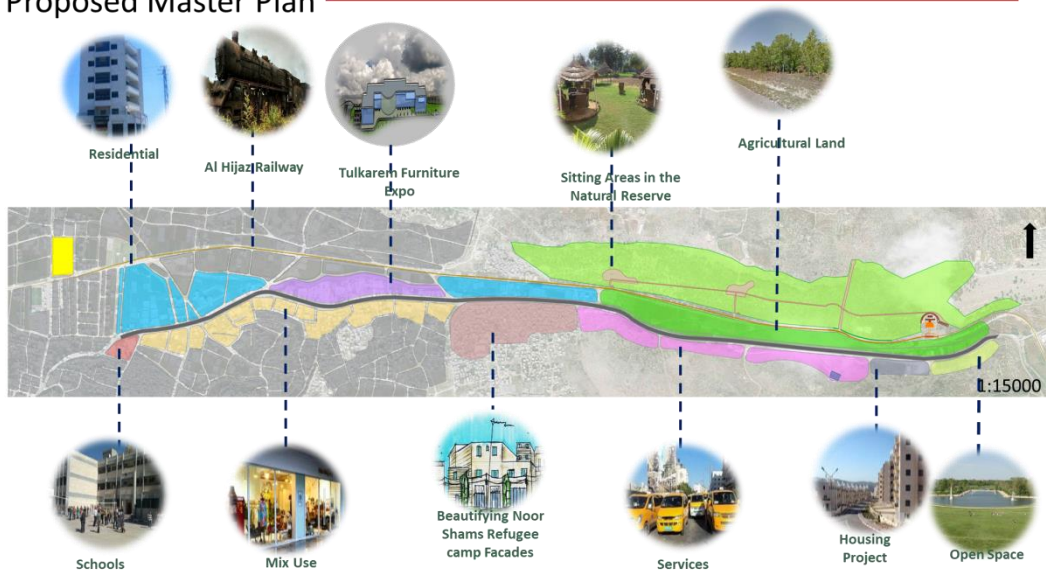 Proposed Master Plan
Residential
Al Hijaz Railway
Tulkarem Furniture
Expo
Sitting Areas in the
Natural Reserve
Agricultural Land
1:15000
Schools
Mix Use
Beautifying Noor
Shams Refugee
camp Facades
Services
Housing
Project
Open Space